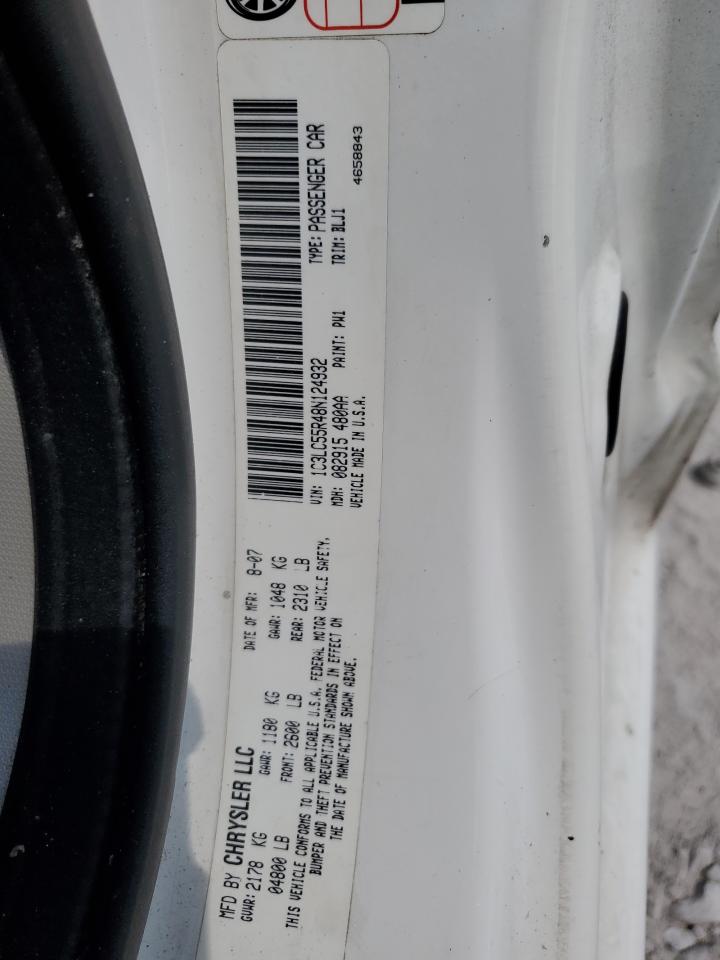 MFD BY CHRYSLER LLC
DATE OF MFR: 8-07
GVWR: 2178 KG
GAWR: 1180 KG
GAWR: 1048 KG
04800 LB
FRONT: 2600 LB
REAR: 2310 LB
THIS VEHICLE CONFORMS TO ALL APPLICABLE U.S.A. FEDERAL MOTOR VEHICLE SAFETY,
BUMPER AND THEFT PREVENTION STANDARDS IN EFFECT ON
THE DATE OF MANUFACTURE SHOWN ABOVE.
VIN: 1C3LC55R48N124932
TYPE: PASSENGER CAR
MDH: 082915 480AA
PAINT: PW1
TRIM: BLJ1
VEHICLE MADE IN U.S.A.
4658843